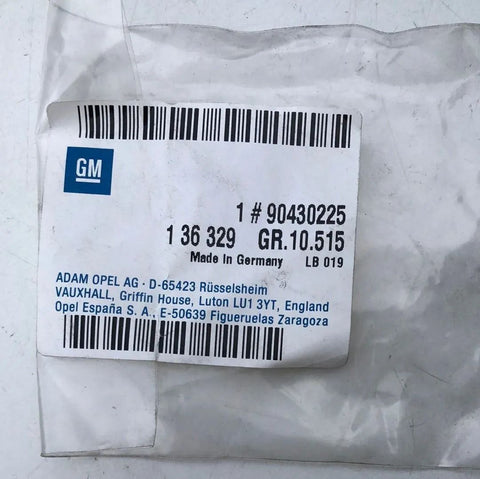 GM
1 # 90430225
1 36 329 GR.10.515
Made in Germany LB 019
ADAM OPEL AG · D-65423 Rüsselsheim
VAUXHALL, Griffin House, Luton LU1 3YT, England
Opel España S. A., E-50639 Figueruelas Zaragoza